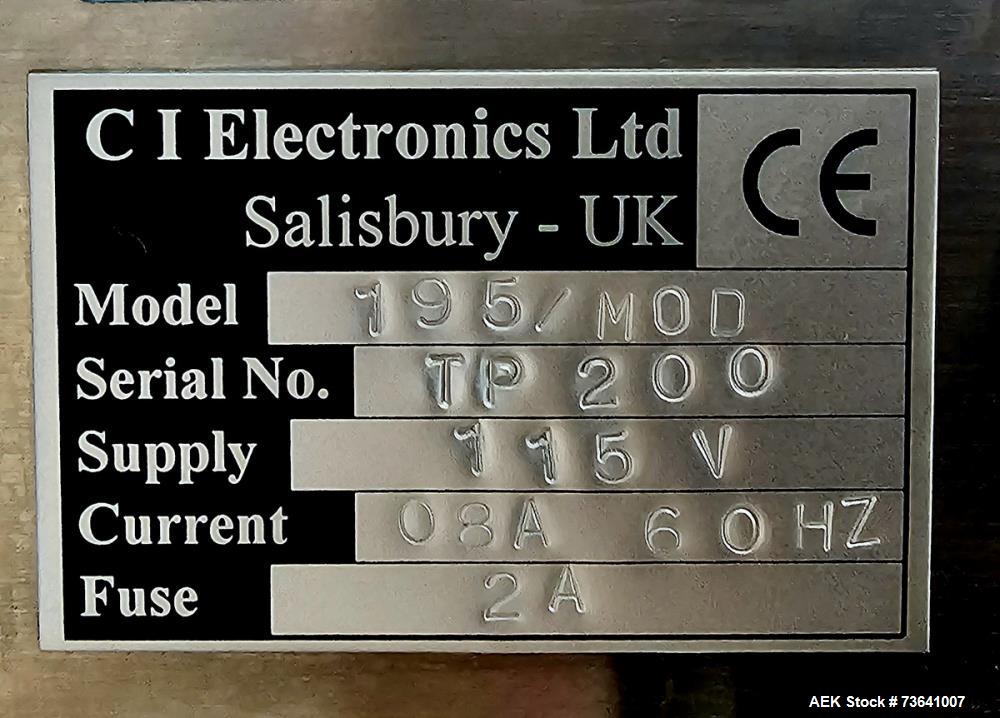 C I Electronics Ltd
CE
Salisbury - UK
Model 195/MOD
Serial No. TP 200
Supply 115 V
Current 08A 60HZ
Fuse 2A
AEK Stock # 73641007